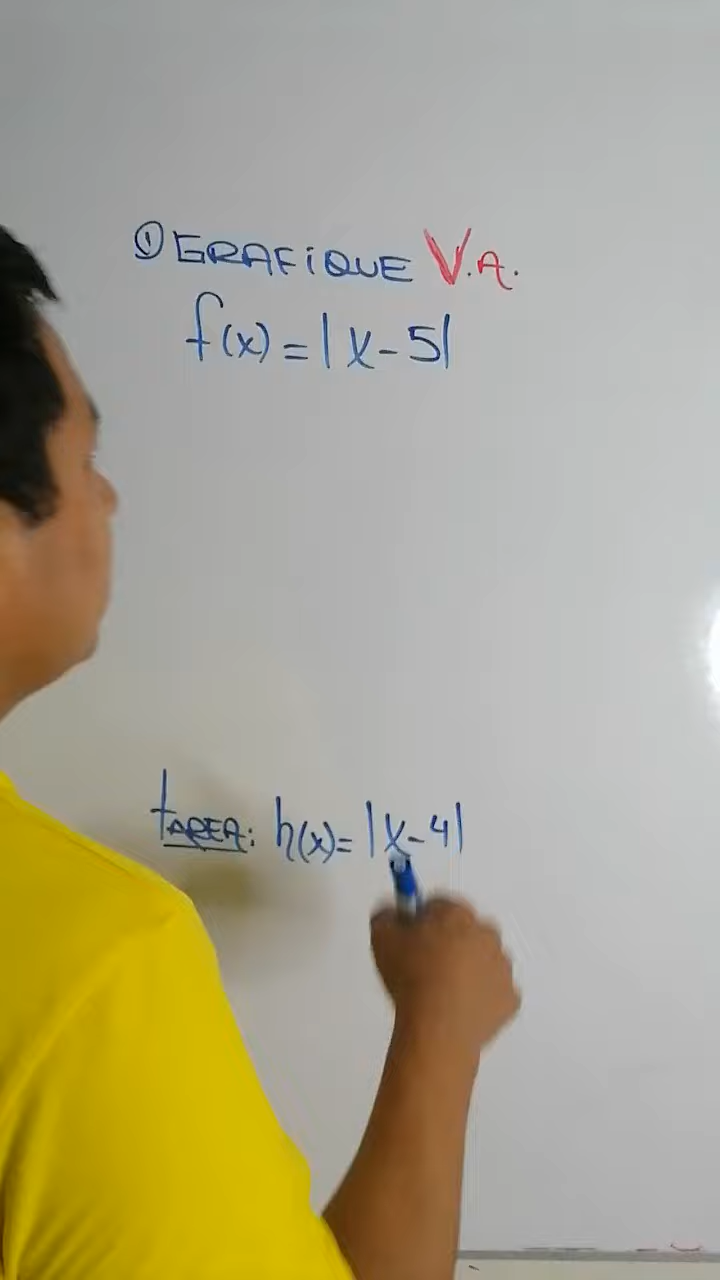 ① GRAFIQUE V.A.
f(x) = |x - 5|
TAREA: h(x) = |x - 4|